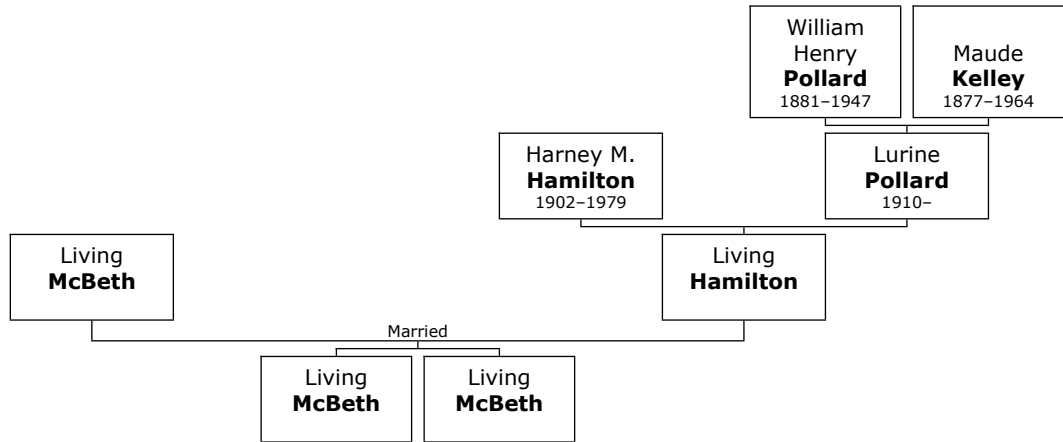 William
Henry
Pollard
1881–1947
Maude
Kelley
1877–1964
Harney M.
Hamilton
1902–1979
Lurine
Pollard
1910–
Living
McBeth
Living
Hamilton
Married
Living
McBeth
Living
McBeth